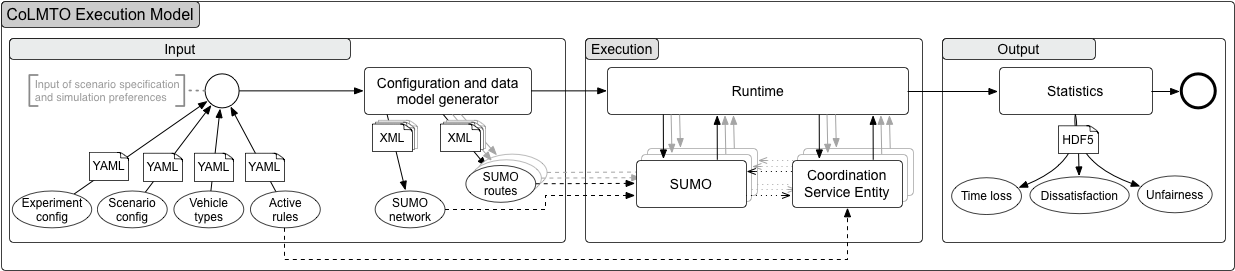 CoLMTO Execution Model
Input
Execution
Output
Input of scenario specification
and simulation preferences
Configuration and data
model generator
Runtime
Statistics
XML
XML
HDF5
YAML
YAML
YAML
YAML
SUMO
routes
SUMO
Coordination
Service Entity
Experiment
config
Scenario
config
Vehicle
types
Active
rules
SUMO
network
Time loss
Dissatisfaction
Unfairness